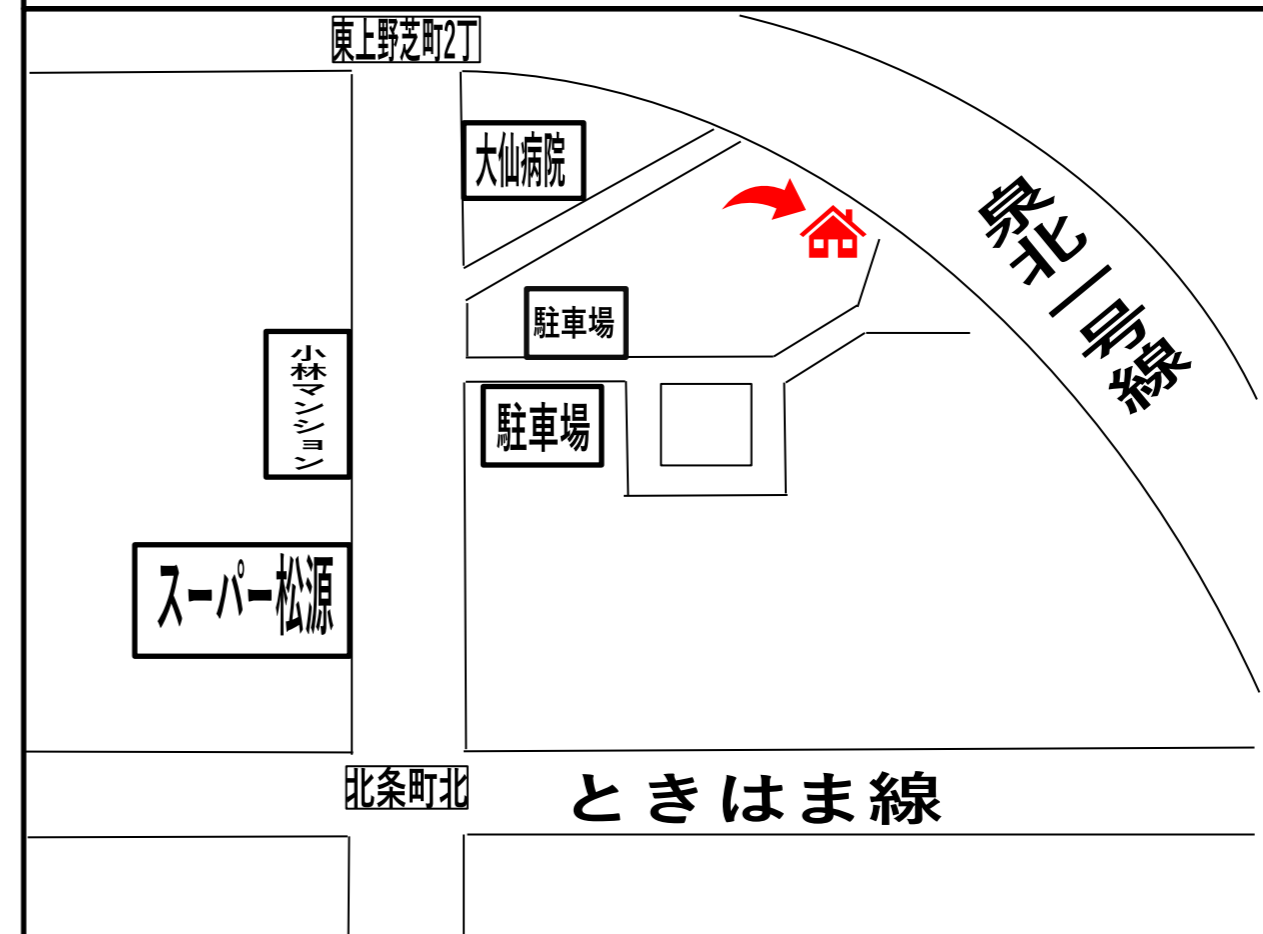 東上野芝町2丁
大仙病院
泉北一号線
駐車場
小林マンション
駐車場
スーパー松源
北条町北
ときはま線